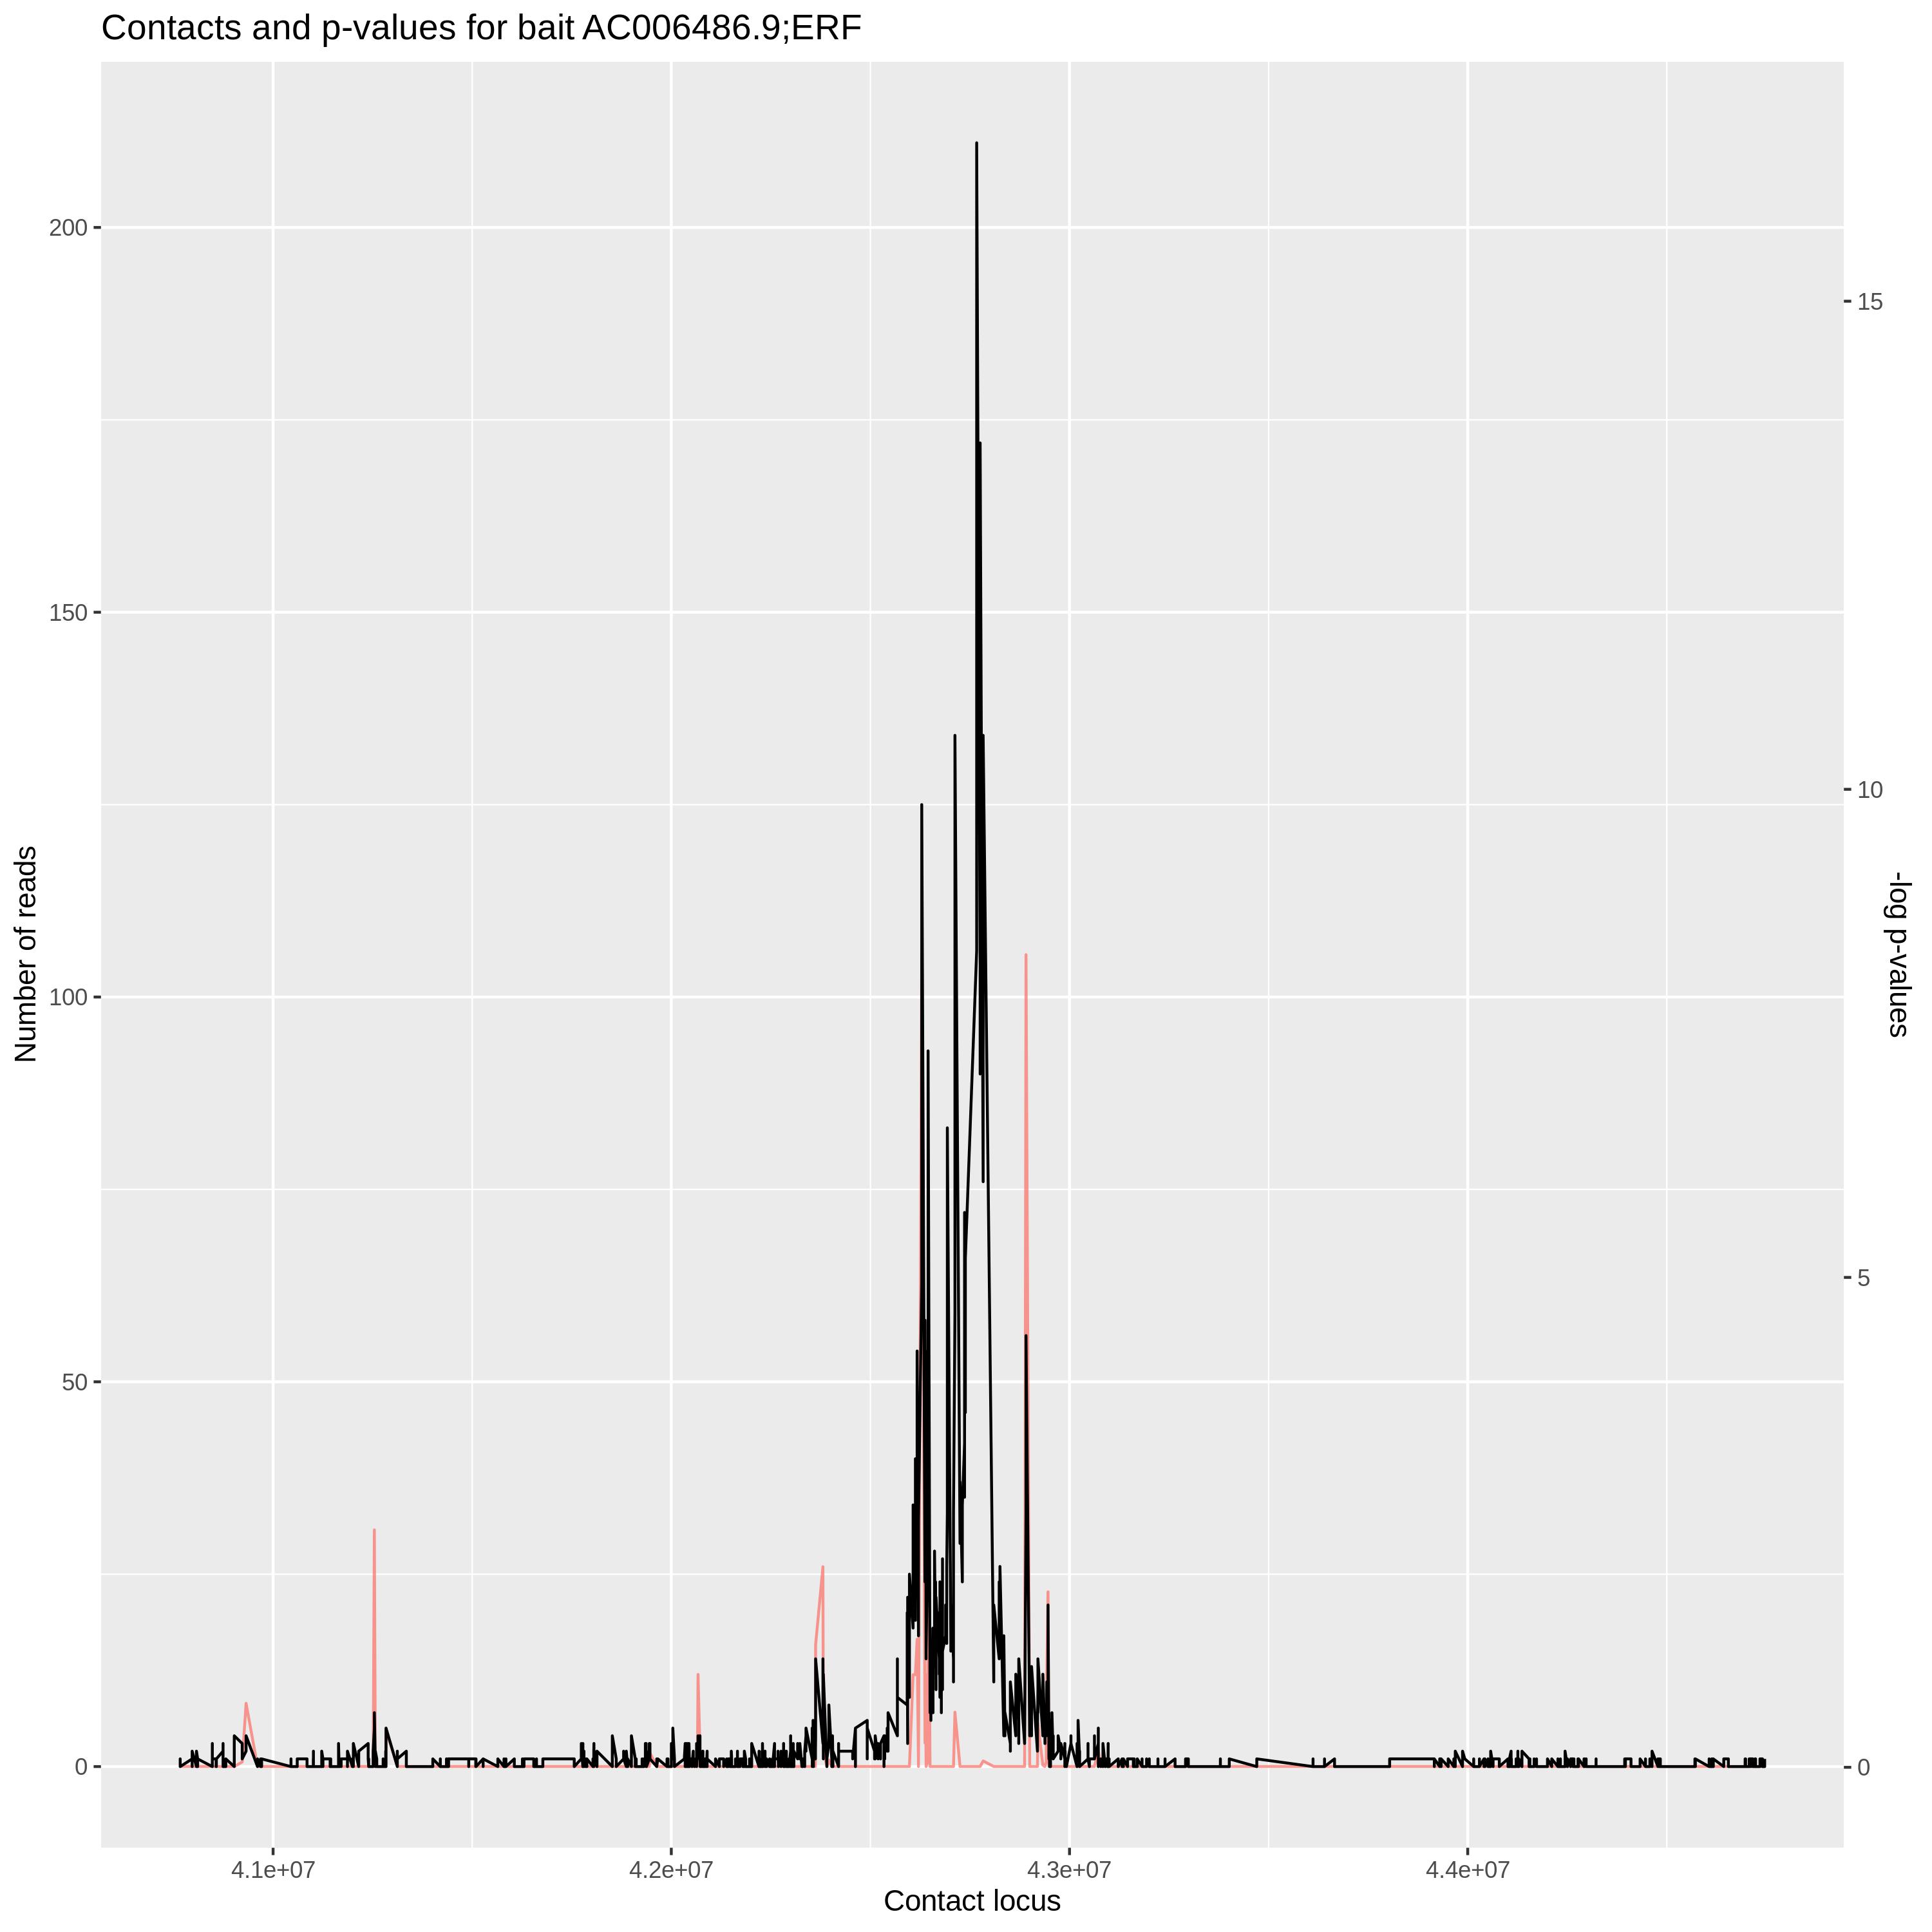 Contacts and p-values for bait AC006486.9;ERF
200
150
100
50
0
Number of reads
15
10
5
0
-log p-values
4.1e+07
4.2e+07
4.3e+07
4.4e+07
Contact locus